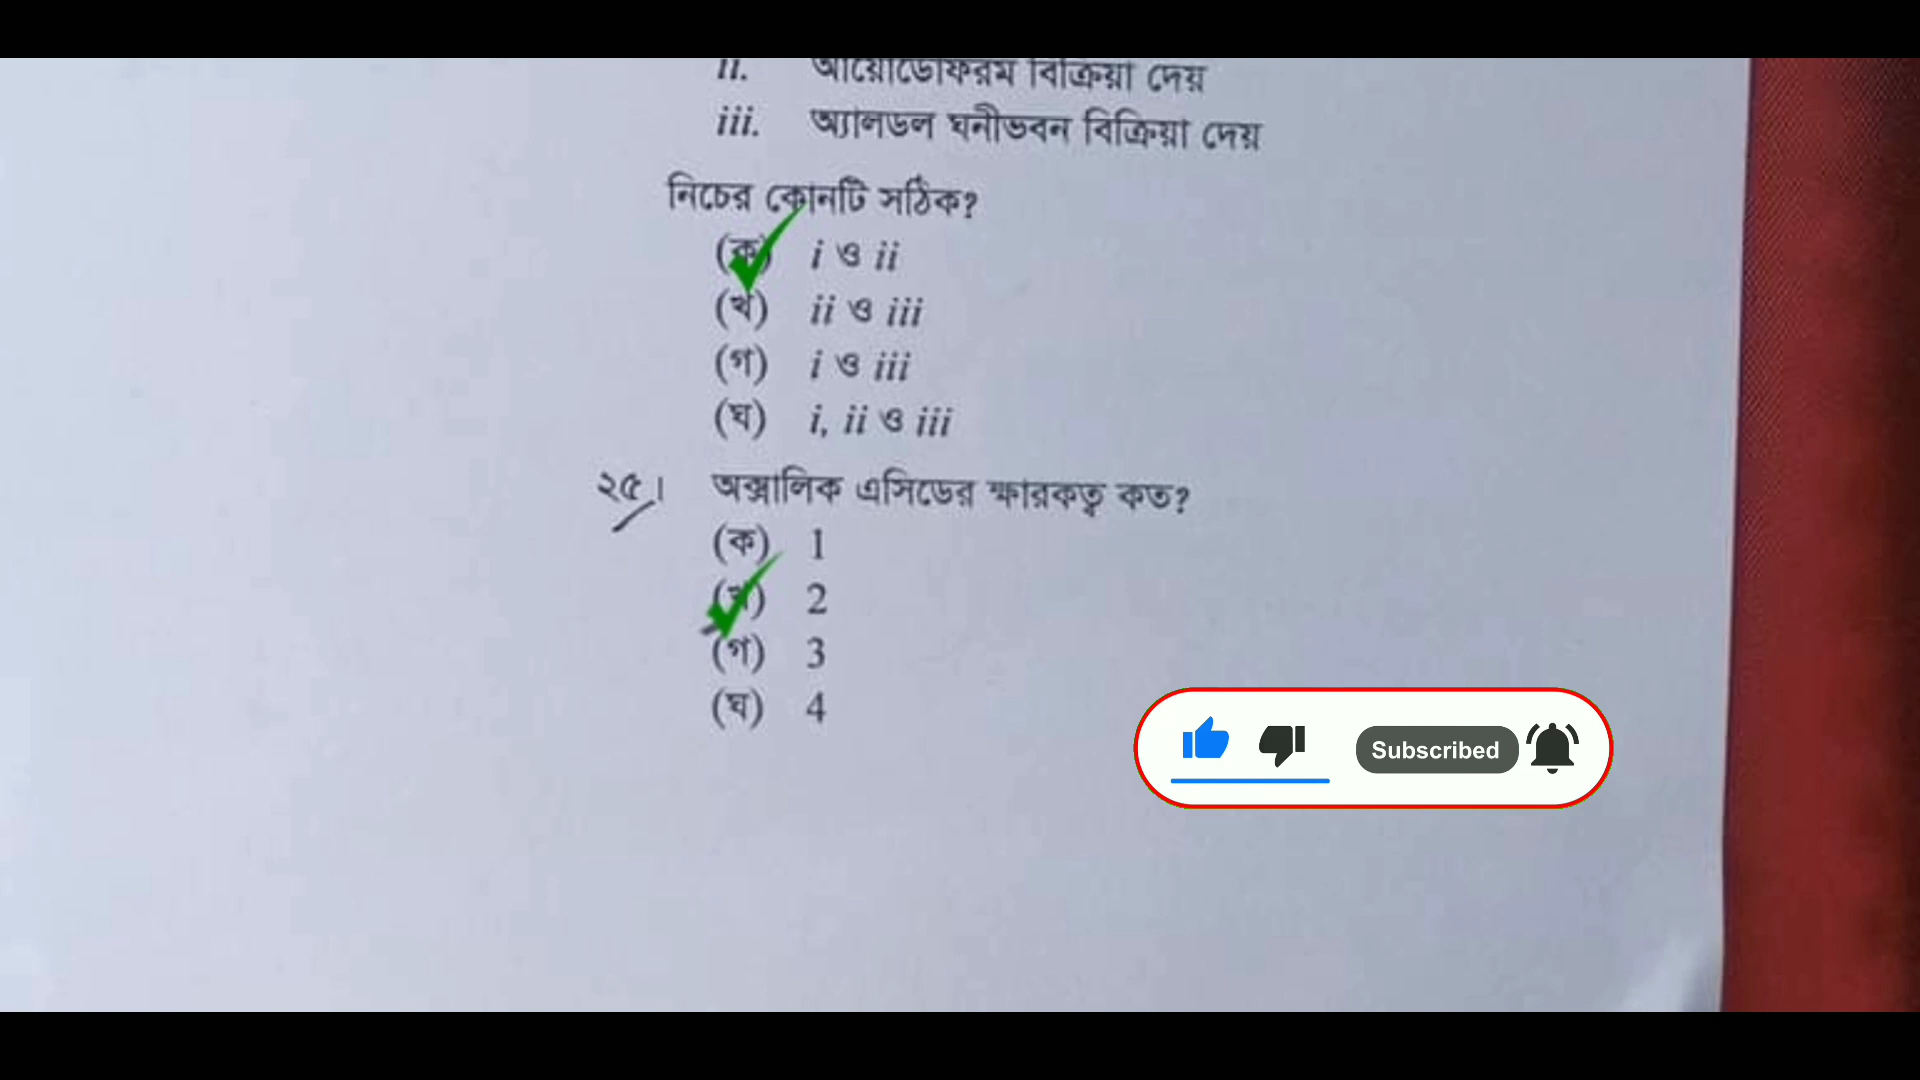 ii. আয়োডোফরম বিক্রিয়া দেয়
iii. অ্যালডল ঘনীভবন বিক্রিয়া দেয়
নিচের কোনটি সঠিক?
(ক) i ও ii
(খ) ii ও iii
(গ) i ও iii
(ঘ) i, ii ও iii
২৫। অক্সালিক এসিডের ক্ষারকত্ব কত?
(ক) 1
(খ) 2
(গ) 3
(ঘ) 4
Subscribed